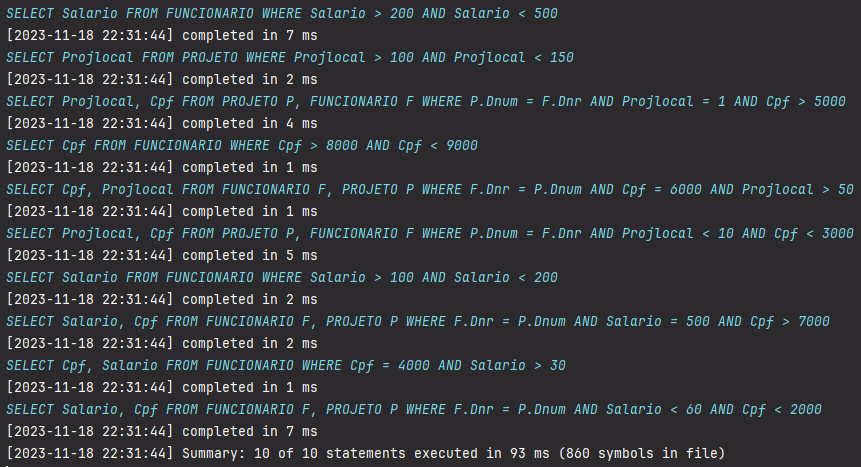 SELECT Salario FROM FUNCIONARIO WHERE Salario > 200 AND Salario < 500
[2023-11-18 22:31:44] completed in 7 ms
SELECT Projlocal FROM PROJETO WHERE Projlocal > 100 AND Projlocal < 150
[2023-11-18 22:31:44] completed in 2 ms
SELECT Projlocal, Cpf FROM PROJETO P, FUNCIONARIO F WHERE P.Dnum = F.Dnr AND Projlocal = 1 AND Cpf > 5000
[2023-11-18 22:31:44] completed in 4 ms
SELECT Cpf FROM FUNCIONARIO WHERE Cpf > 8000 AND Cpf < 9000
[2023-11-18 22:31:44] completed in 1 ms
SELECT Cpf, Projlocal FROM FUNCIONARIO F, PROJETO P WHERE F.Dnr = P.Dnum AND Cpf = 6000 AND Projlocal > 50
[2023-11-18 22:31:44] completed in 1 ms
SELECT Projlocal, Cpf FROM PROJETO P, FUNCIONARIO F WHERE P.Dnum = F.Dnr AND Projlocal < 10 AND Cpf < 3000
[2023-11-18 22:31:44] completed in 5 ms
SELECT Salario FROM FUNCIONARIO WHERE Salario > 100 AND Salario < 200
[2023-11-18 22:31:44] completed in 2 ms
SELECT Salario, Cpf FROM FUNCIONARIO F, PROJETO P WHERE F.Dnr = P.Dnum AND Salario = 500 AND Cpf > 7000
[2023-11-18 22:31:44] completed in 2 ms
SELECT Cpf, Salario FROM FUNCIONARIO WHERE Cpf = 4000 AND Salario > 30
[2023-11-18 22:31:44] completed in 1 ms
SELECT Salario, Cpf FROM FUNCIONARIO F, PROJETO P WHERE F.Dnr = P.Dnum AND Salario < 60 AND Cpf < 2000
[2023-11-18 22:31:44] completed in 7 ms
[2023-11-18 22:31:44] Summary: 10 of 10 statements executed in 93 ms (860 symbols in file)